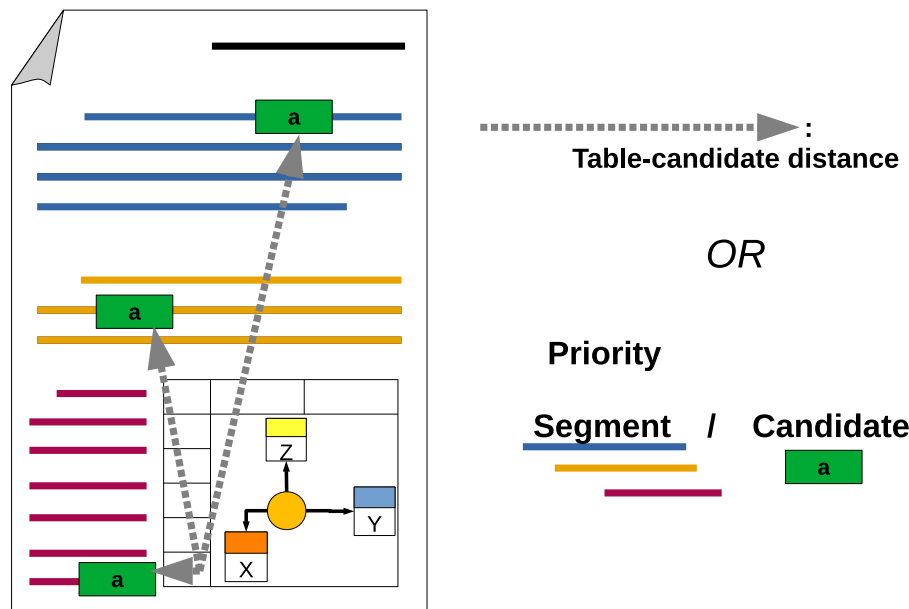 a
a
a
Z
Y
X
:
Table-candidate distance
OR
Priority
Segment / Candidate
a